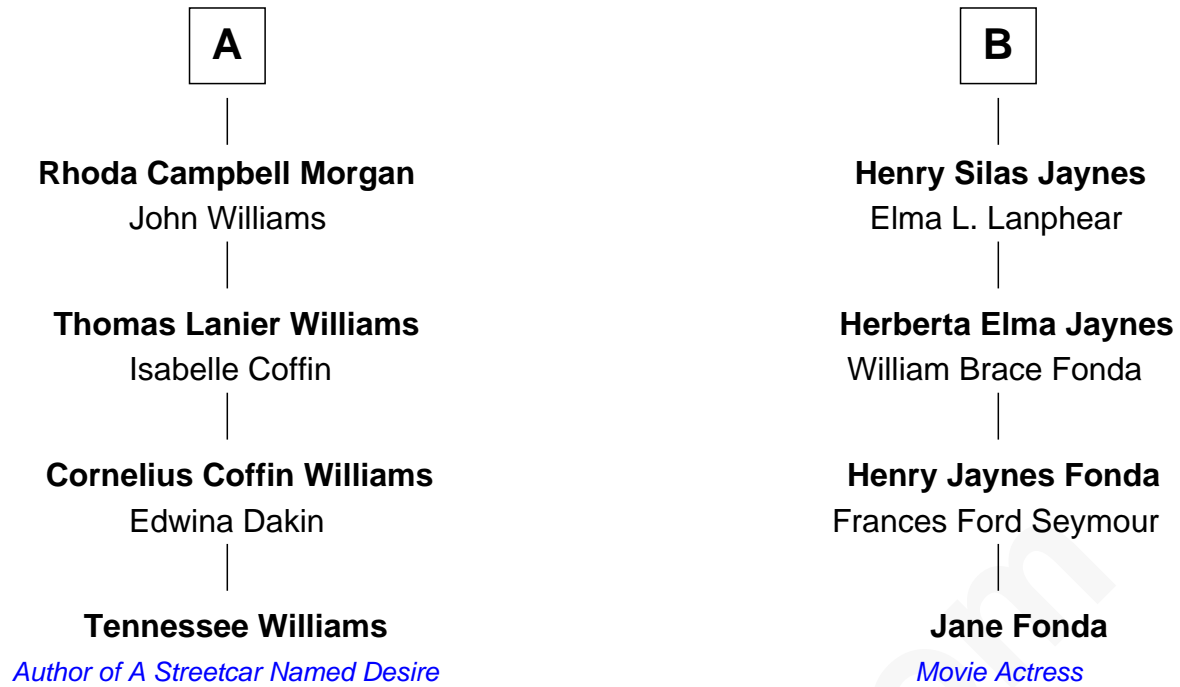 A
Rhoda Campbell Morgan
John Williams
Thomas Lanier Williams
Isabelle Coffin
Cornelius Coffin Williams
Edwina Dakin
Tennessee Williams
Author of A Streetcar Named Desire
B
Henry Silas Jaynes
Elma L. Lanphear
Herberta Elma Jaynes
William Brace Fonda
Henry Jaynes Fonda
Frances Ford Seymour
Jane Fonda
Movie Actress